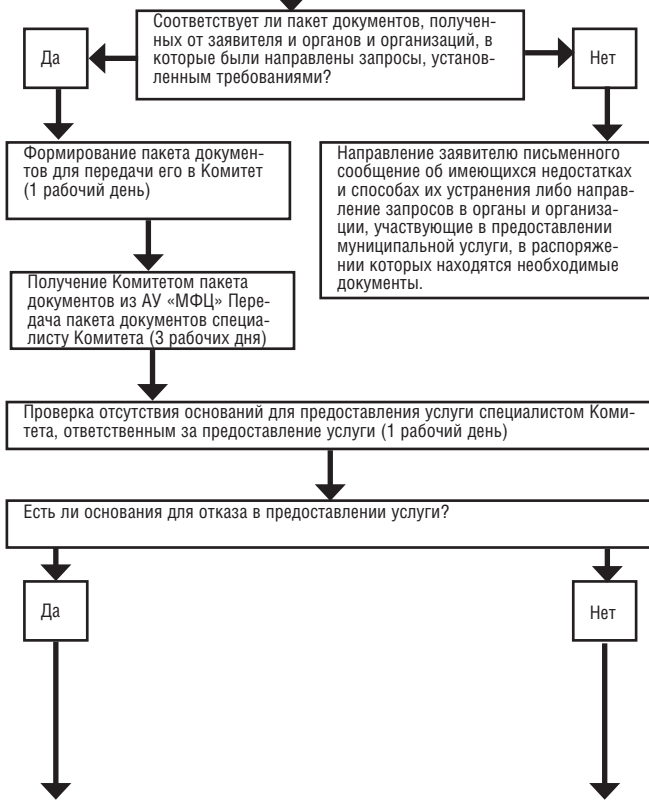 Соответствует ли пакет документов, получен-
ных от заявителя и органов и организаций, в
которые были направлены запросы, установ-
ленным требованиями?
Да
Нет
Формирование пакета докумен-
тов для передачи его в Комитет
(1 рабочий день)
Направление заявителю письменного
сообщение об имеющихся недостатках
и способах их устранения либо направ-
ление запросов в органы и организа-
ции, участвующие в предоставлении
муниципальной услуги, в распоряже-
нии которых находятся необходимые
документы.
Получение Комитетом пакета
документов из АУ «МФЦ» Пере-
дача пакета документов специа-
листу Комитета (3 рабочих дня)
Проверка отсутствия оснований для предоставления услуги специалистом Коми-
тета, ответственным за предоставление услуги (1 рабочий день)
Есть ли основания для отказа в предоставлении услуги?
Да
Нет